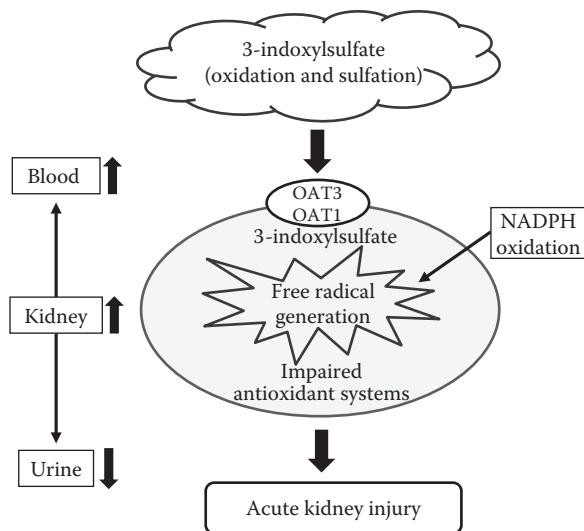 3-indoxylsulfate
(oxidation and sulfation)
Blood
OAT3
OAT1
3-indoxylsulfate
NADPH
oxidation
Kidney
Free radical
generation
Impaired
antioxidant systems
Urine
Acute kidney injury